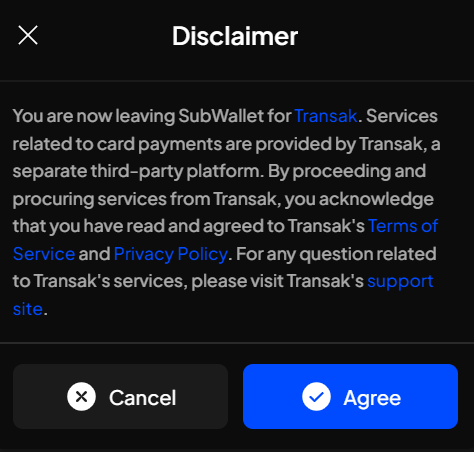 Disclaimer
You are now leaving SubWallet for Transak. Services
related to card payments are provided by Transak, a
separate third-party platform. By proceeding and
procuring services from Transak, you acknowledge
that you have read and agreed to Transak's Terms of
Service and Privacy Policy. For any question related
to Transak's services, please visit Transak's support
site.
Cancel
Agree